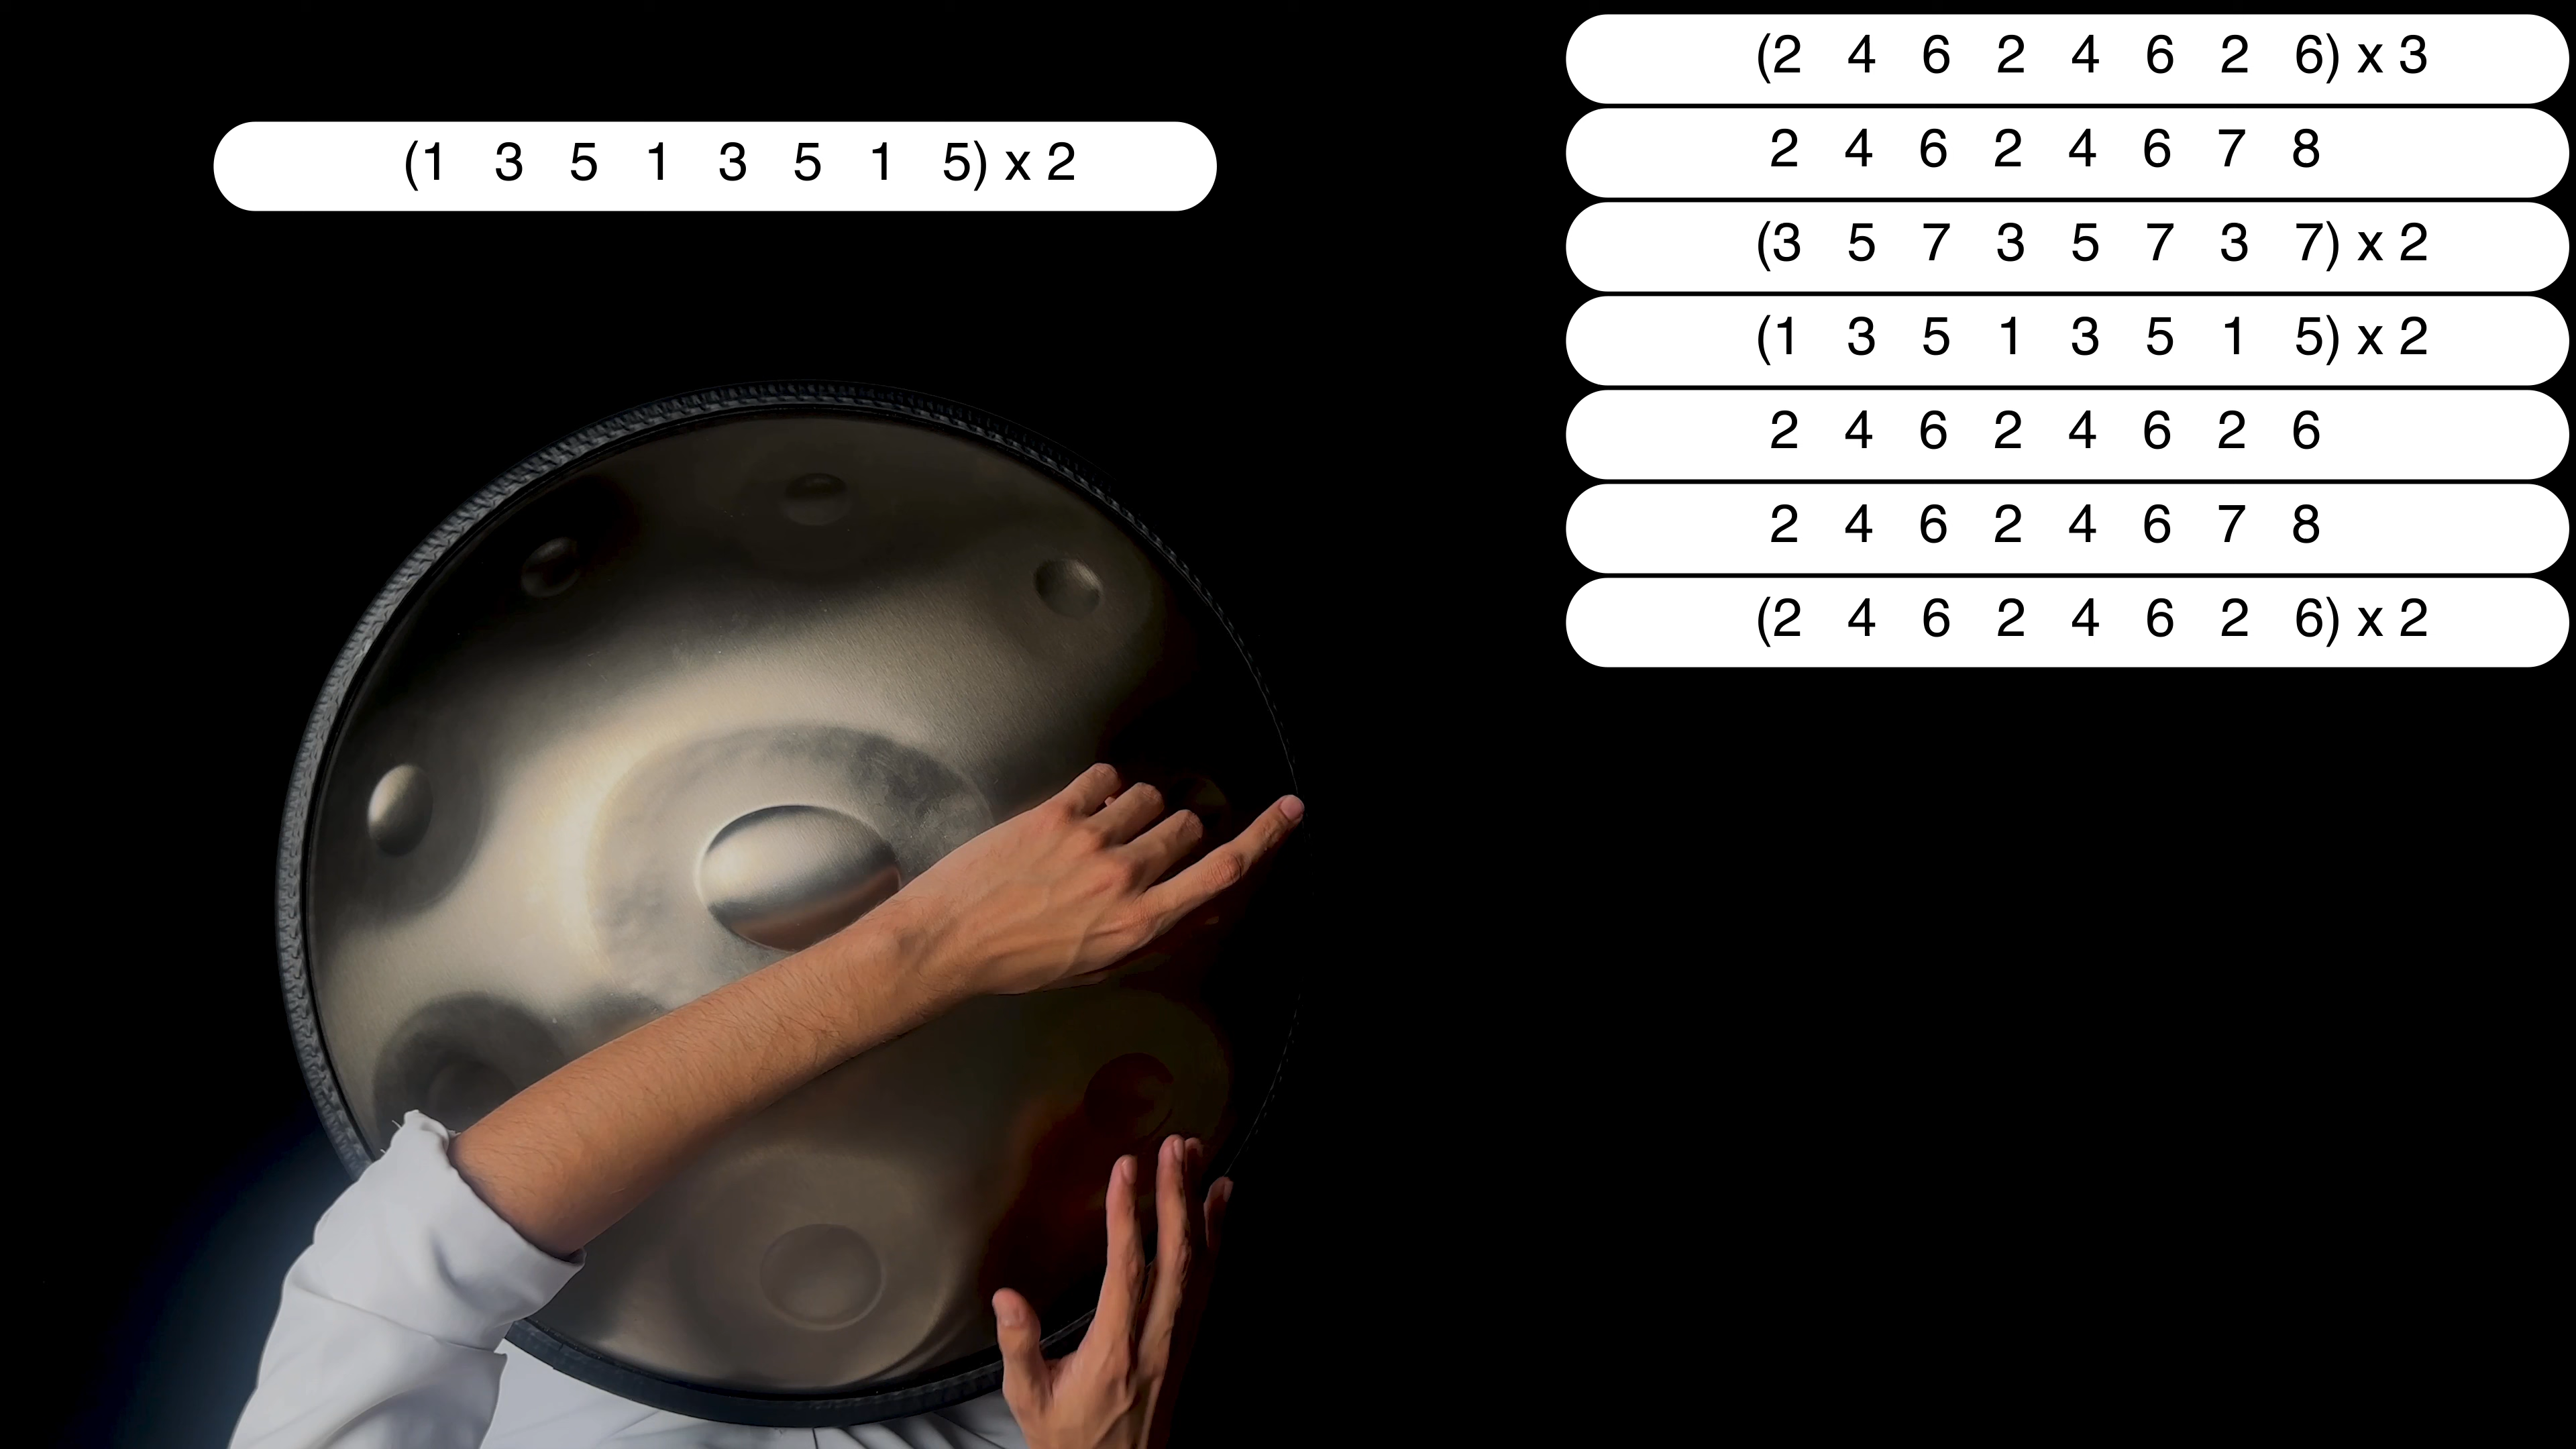 (1 3 5 1 3 5 1 5) x 2
(2 4 6 2 4 6 2 6) x 3
2 4 6 2 4 6 7 8
(3 5 7 3 5 7 3 7) x 2
(1 3 5 1 3 5 1 5) x 2
2 4 6 2 4 6 2 6
2 4 6 2 4 6 7 8
(2 4 6 2 4 6 2 6) x 2